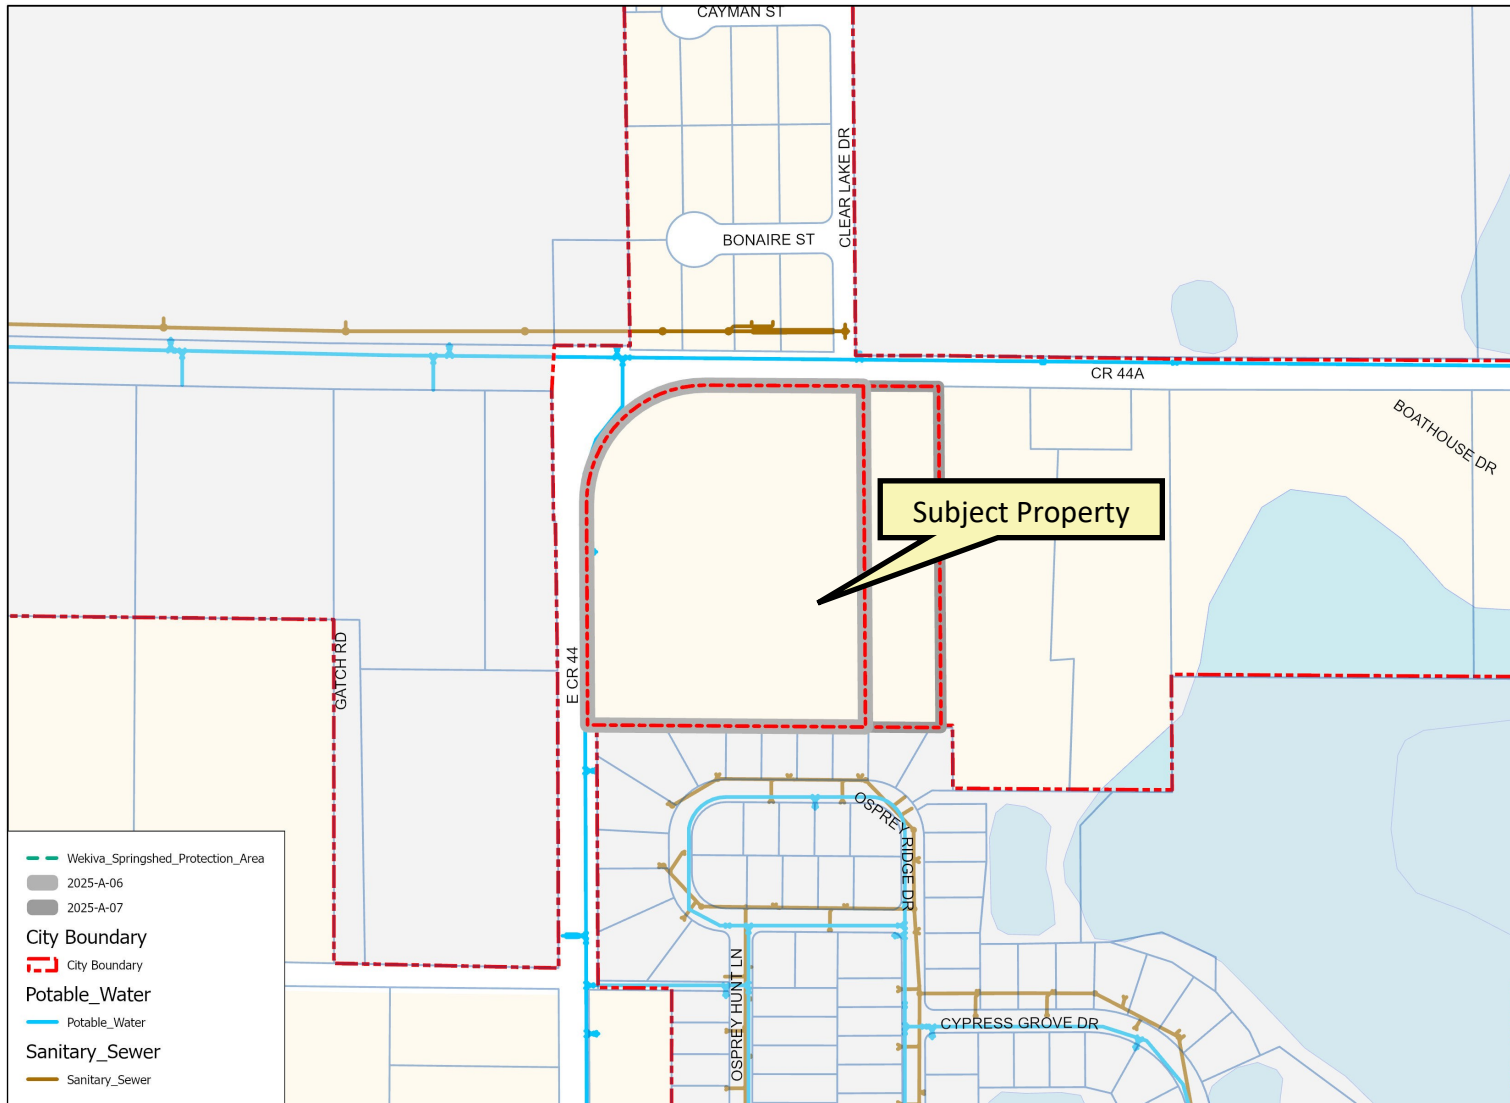 CAYMAN ST
CLEAR LAKE DR
BONAIRE ST
CR 44A
BOATHOUSE DR
Subject Property
GATCH RD
E CR 44
OSPREY RIDGE DR
OSPREY HUNT LN
CYPRESS GROVE DR
Wekiva_Springshed_Protection_Area
2025-A-06
2025-A-07
City Boundary
City Boundary
Potable_Water
Potable_Water
Sanitary_Sewer
Sanitary_Sewer